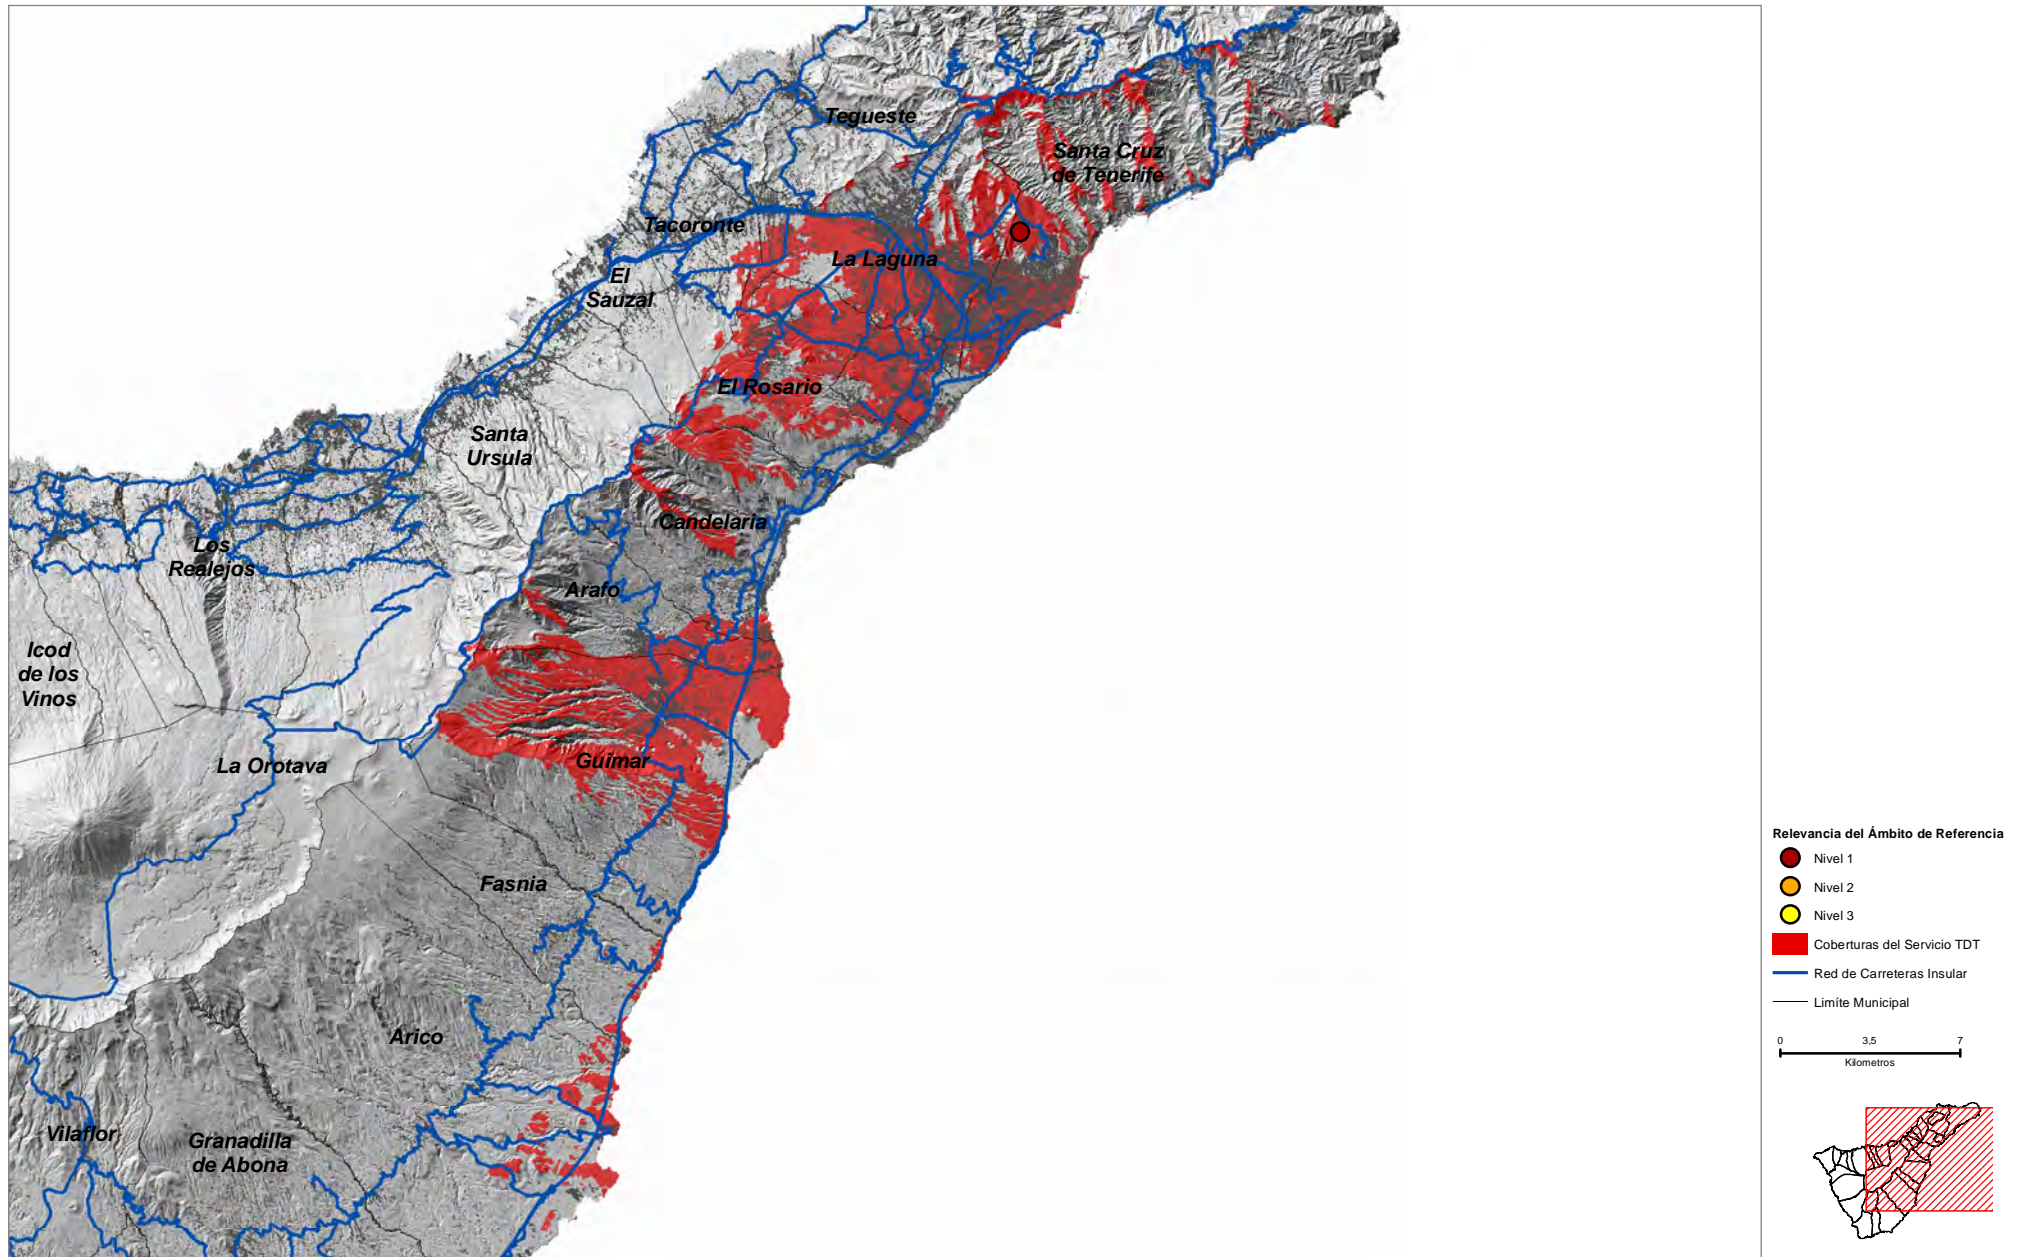 Tegueste
Santa Cruz
de Tenerife
Tacoronte
La Laguna
El
Sauzal
El Rosario
Santa
Ursula
Candelaria
Los
Realejos
Arafo
Icod
de los
Vinos
Guimar
La Orotava
Fasnia
Arico
Vilaflor
Granadilla
de Abona
Relevancia del Ámbito de Referencia
Nivel 1
Nivel 2
Nivel 3
Coberturas del Servicio TDT
Red de Carreteras Insular
Limíte Municipal
0 3,5 7
Kilometros